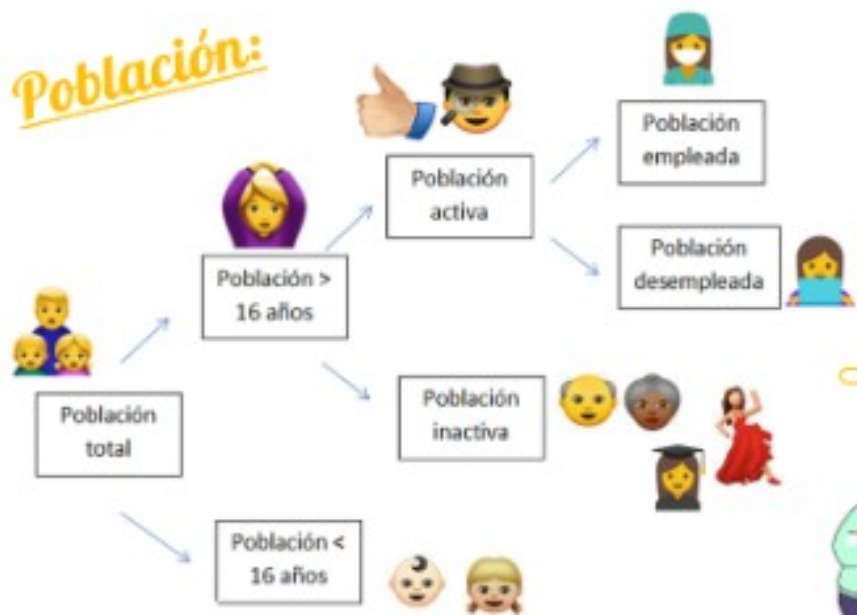 Población:
Población
empleada
Población
activa
Población
desempleada
Población >
16 años
Población
inactiva
Población
total
Población <
16 años